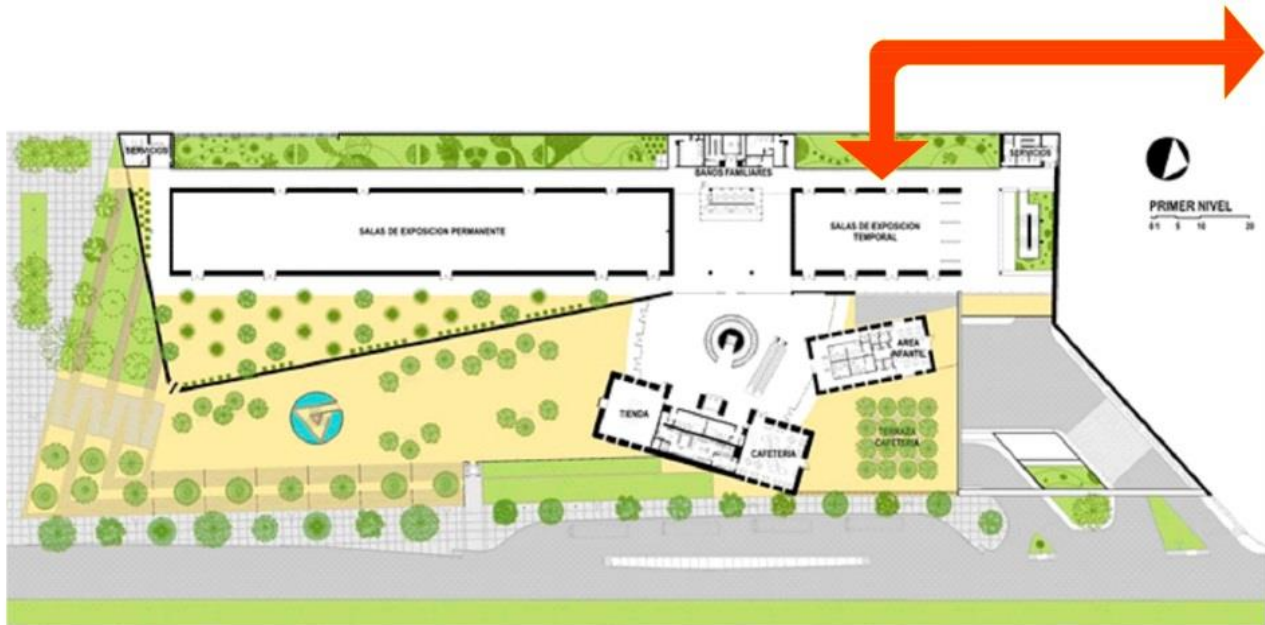 SERVICIOS
SERVICIOS
BAÑOS FAMILIARES
PRIMER NIVEL
0 1 5 10 20
SALAS DE EXPOSICION PERMANENTE
SALAS DE EXPOSICION
TEMPORAL
AREA
INFANTIL
TIENDA
TERRAZA
CAFETERIA
CAFETERIA